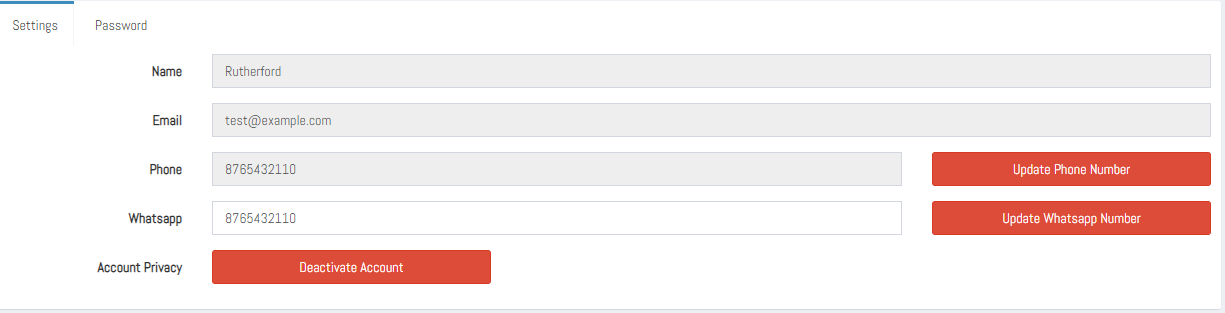 Settings Password
Name Rutherford
Email test@example.com
Phone 8765432110 Update Phone Number
Whatsapp 8765432110 Update Whatsapp Number
Account Privacy Deactivate Account